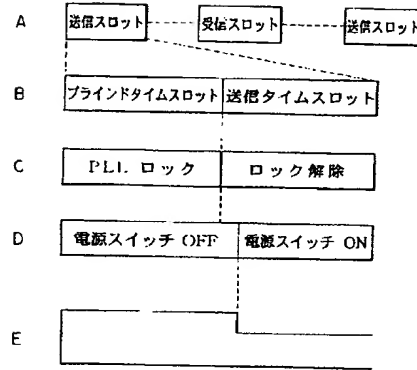 A 送信スロット 受信スロット 送信スロット
B ブラインドタイムスロット 送信タイムスロット
C PLL ロック ロック解除
D 電源スイッチ OFF 電源スイッチ ON
E